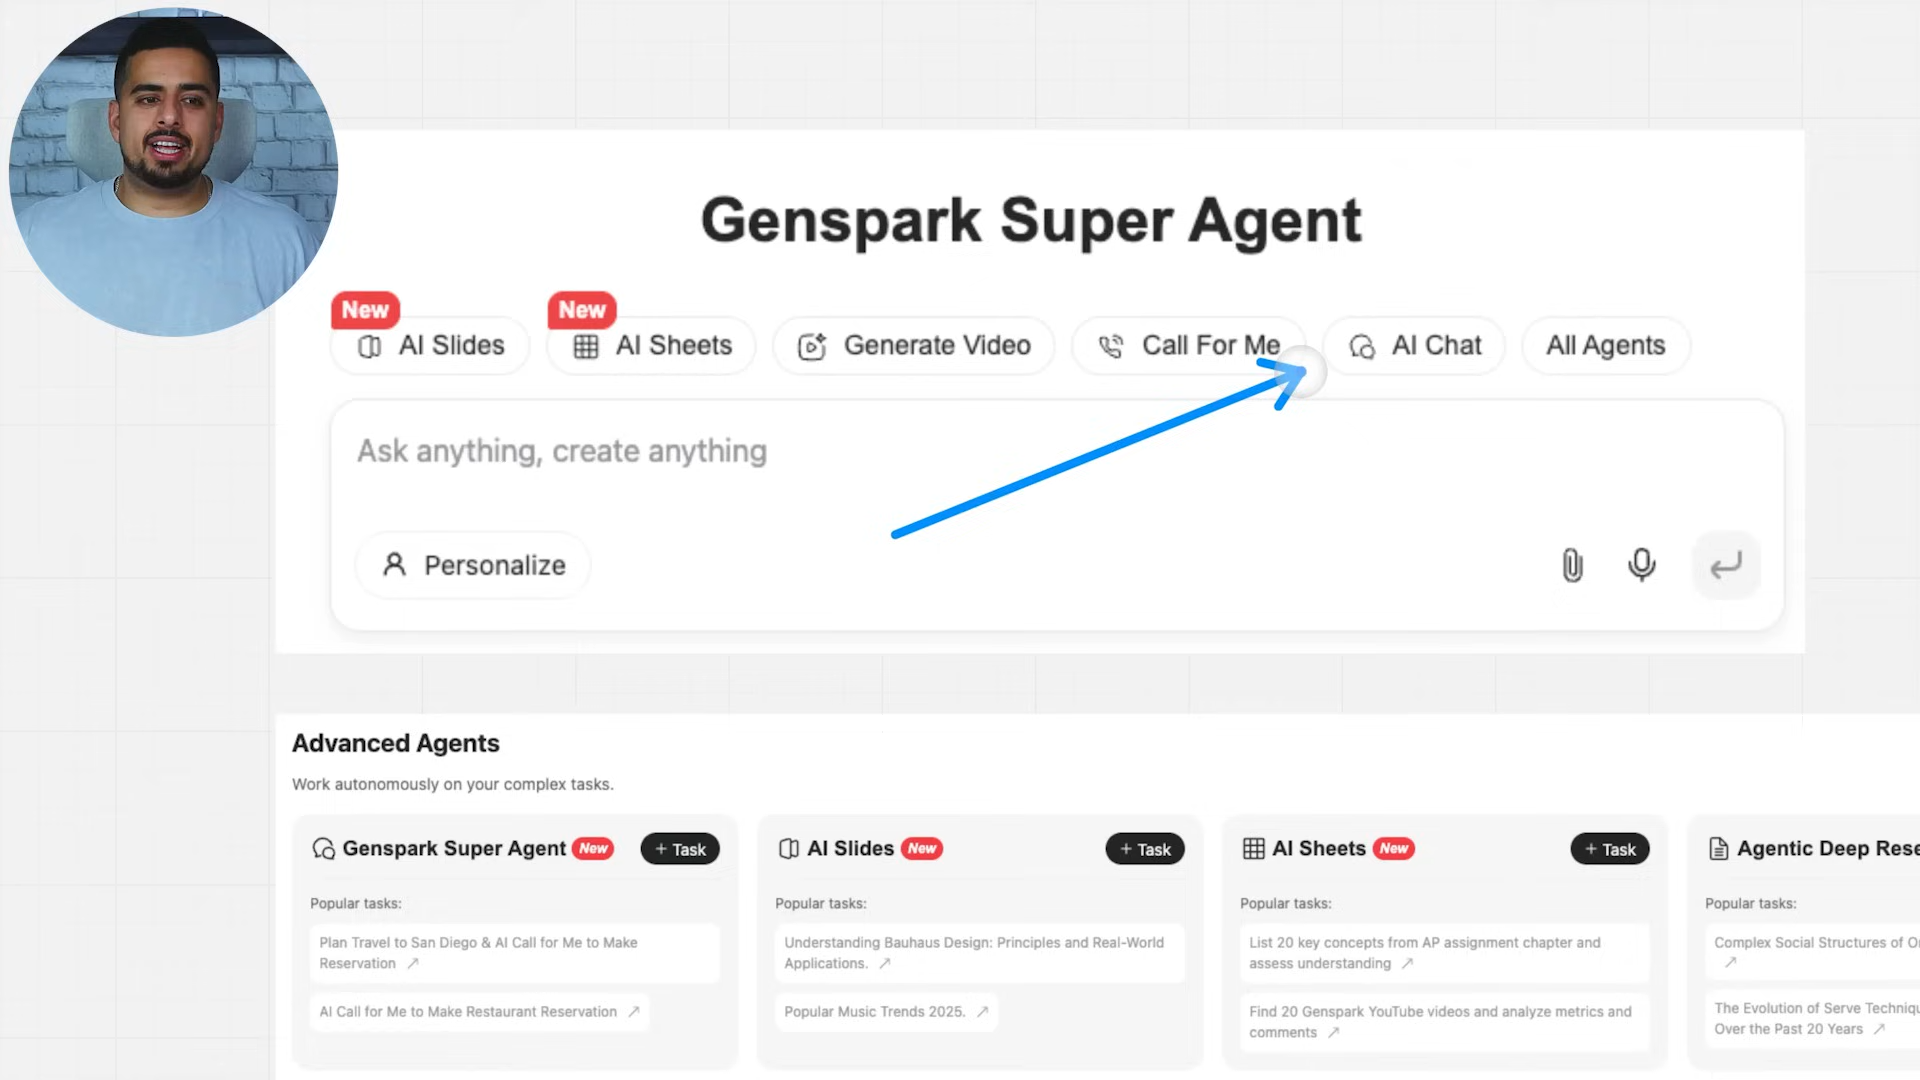 Genspark Super Agent
New
New
AI Slides
AI Sheets
Generate Video
Call For Me
AI Chat
All Agents
Ask anything, create anything
Personalize
Advanced Agents
Work autonomously on your complex tasks.
Genspark Super Agent New
+ Task
Popular tasks:
Plan Travel to San Diego & AI Call for Me to Make
Reservation
AI Call for Me to Make Restaurant Reservation
AI Slides New
+ Task
Popular tasks:
Understanding Bauhaus Design: Principles and Real-World
Applications.
Popular Music Trends 2025.
AI Sheets New
+ Task
Popular tasks:
List 20 key concepts from AP assignment chapter and
assess understanding
Find 20 Genspark YouTube videos and analyze metrics and
comments
Agentic Deep
Popular tasks:
Complex Social Structures of
The Evolution of Serve
Over the Past 20 Years